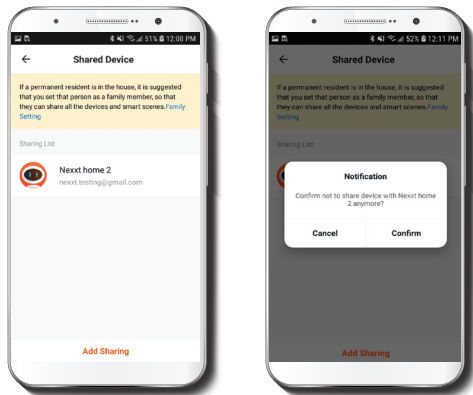 51% 12:08 PM
Shared Device
If a permanent resident is in the house, it is suggested
that you set that person as a family member, so that
they can share all the devices and smart scenes.Family
Setting
Sharing List
Nexxt home 2
nexxt.testing@gmail.com
Add Sharing
52% 12:11 PM
Shared Device
If a permanent resident is in the house, it is suggested
that you set that person as a family member, so that
they can share all the devices and smart scenes.Family
Setting
Sharing List
Notification
Confirm not to share device with Nexxt home
2 anymore?
Cancel Confirm
Add Sharing